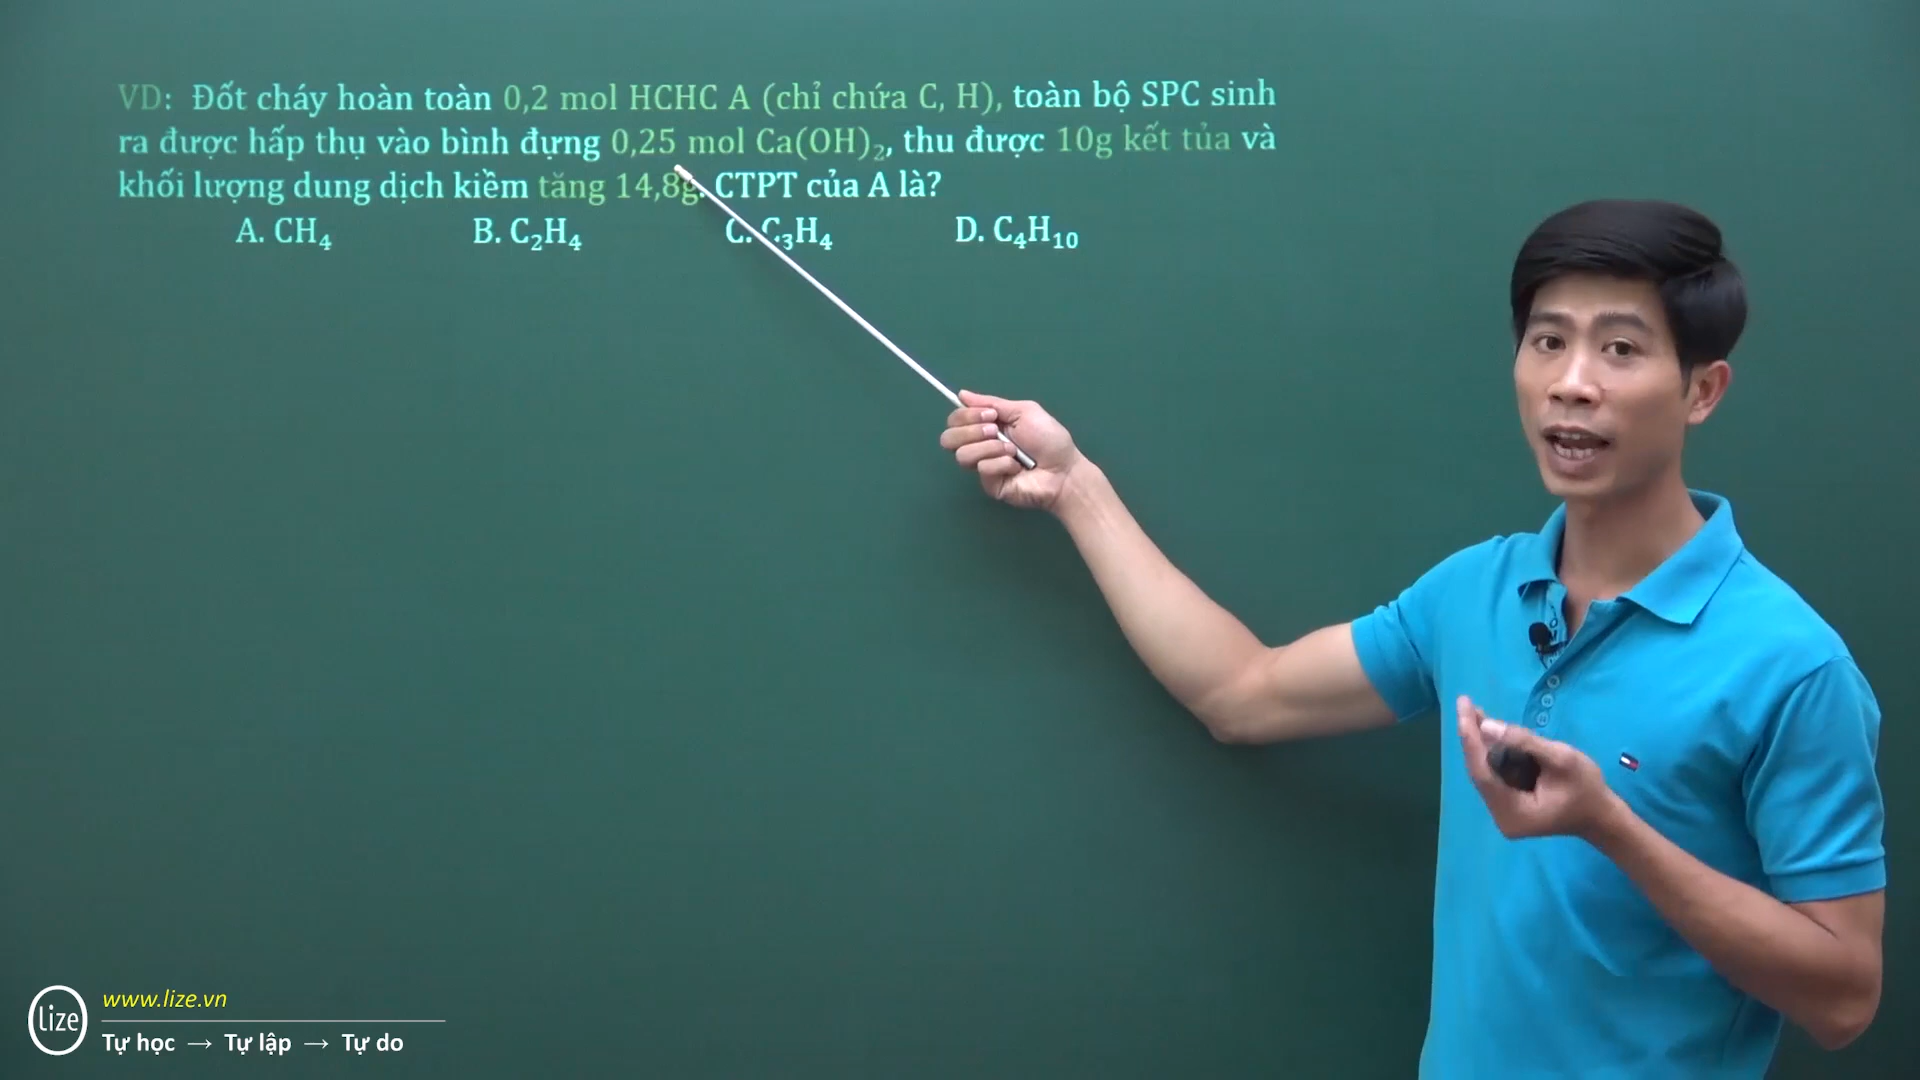 VD: Đốt cháy hoàn toàn 0,2 mol HCHC A (chỉ chứa C, H), toàn bộ SPC sinh
ra được hấp thụ vào bình đựng 0,25 mol Ca(OH)₂, thu được 10g kết tủa và
khối lượng dung dịch kiềm tăng 14,8g. CTPT của A là?
A. CH₄ B. C₂H₄ C. C₃H₄ D. C₄H₁₀
lize
www.lize.vn
Tự học → Tự lập → Tự do